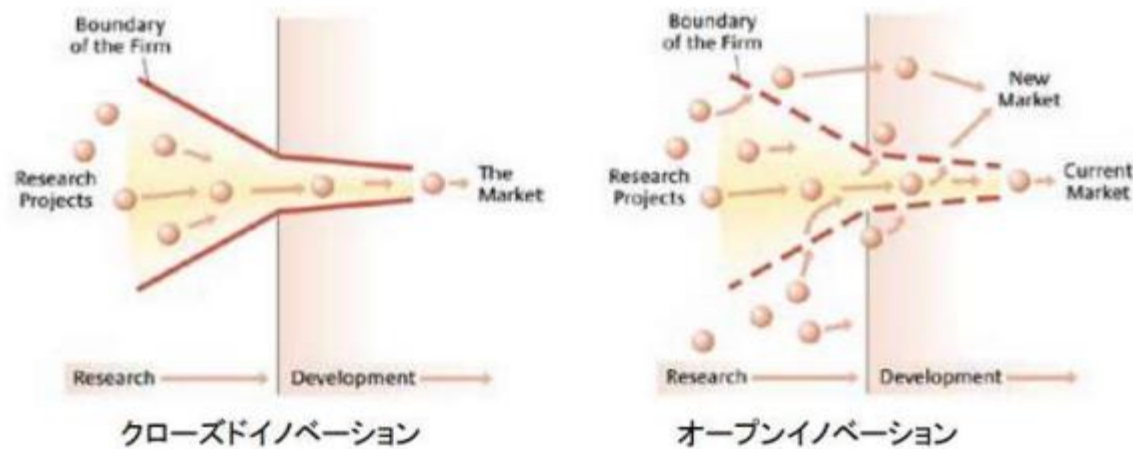 Boundary
of the Firm
Research
Projects
The
Market
Research
Development
クローズドイノベーション
Boundary
of the Firm
New
Market
Research
Projects
Current
Market
Research
Development
オープンイノベーション